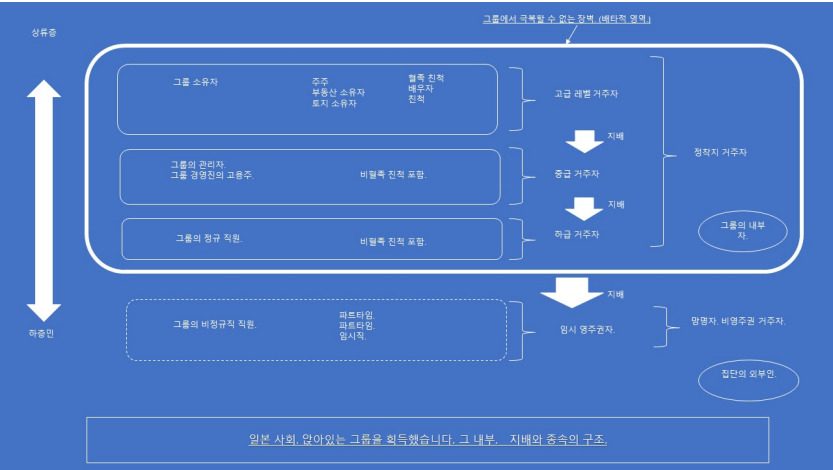 그룹에서 극복할 수 없는 장벽. (배타적 영역.)
상류층
그룹 소유자
주주
부동산 소유자
토지 소유자
혈족 친척
배우자
친척
고급 레벨 거주자
지배
정착지 거주자
그룹의 관리자.
그룹 경영진의 고용주.
비혈족 친척 포함.
중급 거주자
지배
그룹의 정규 직원.
비혈족 친척 포함.
하급 거주자
그룹의 내부
자.
지배
하층민
그룹의 비정규직 직원.
파트타임.
파트타임.
임시직.
임시 영주권자.
망명자. 비영주권 거주자.
집단의 외부인.
일본 사회. 앉아있는 그룹을 획득했습니다. 그 내부. 지배와 종속의 구조.